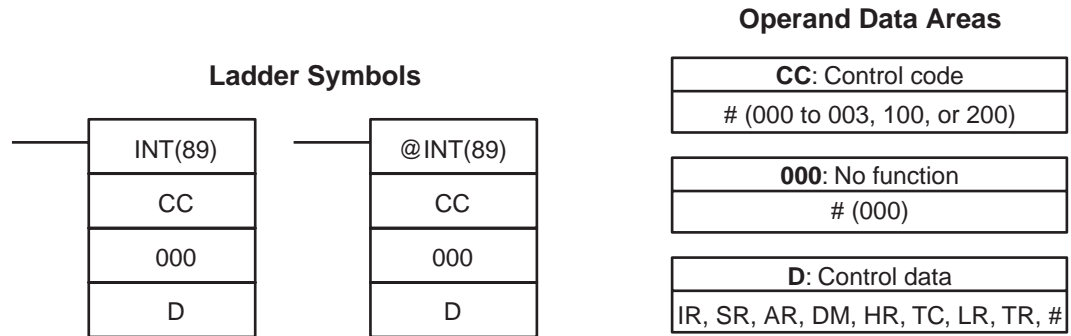 Ladder Symbols
INT(89)
CC
000
D
@INT(89)
CC
000
D
Operand Data Areas
CC: Control code
# (000 to 003, 100, or 200)
000: No function
# (000)
D: Control data
IR, SR, AR, DM, HR, TC, LR, TR, #